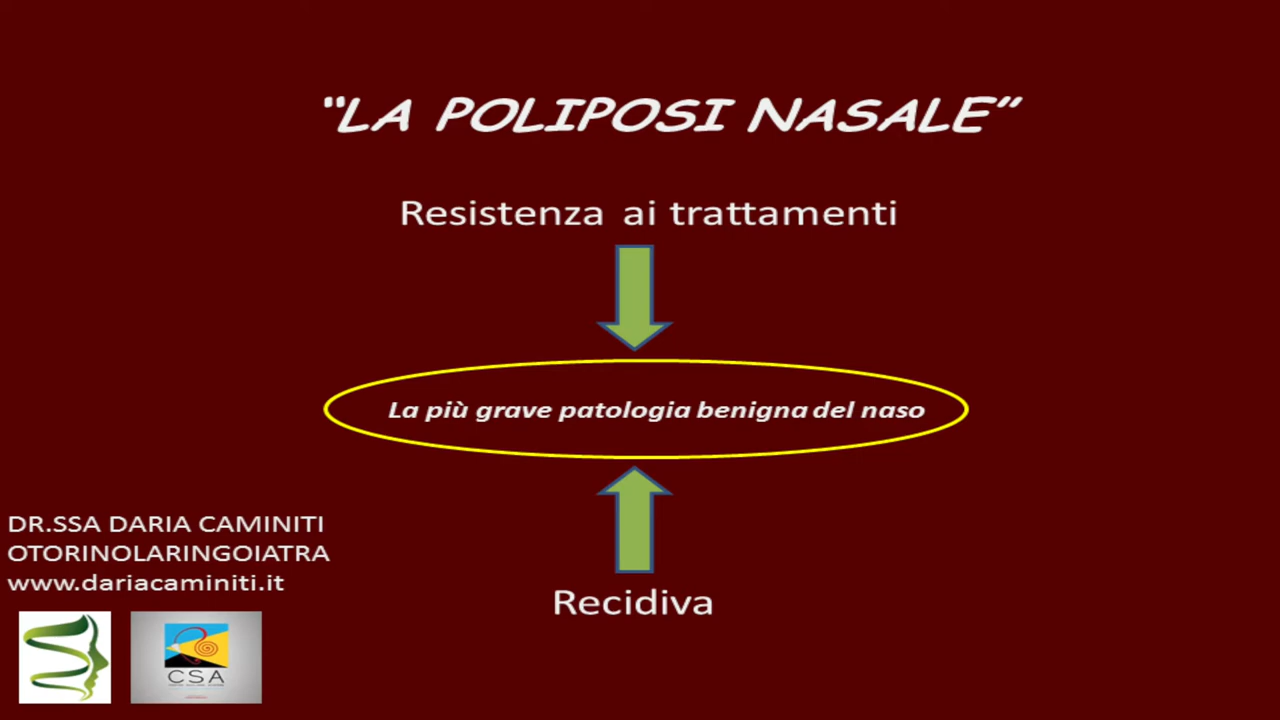 “LA POLIPOSI NASALE”
Resistenza ai trattamenti
La più grave patologia benigna del naso
Recidiva
DR.SSA DARIA CAMINITI
OTORINOLARINGOIATRA
www.dariacaminiti.it
CSA